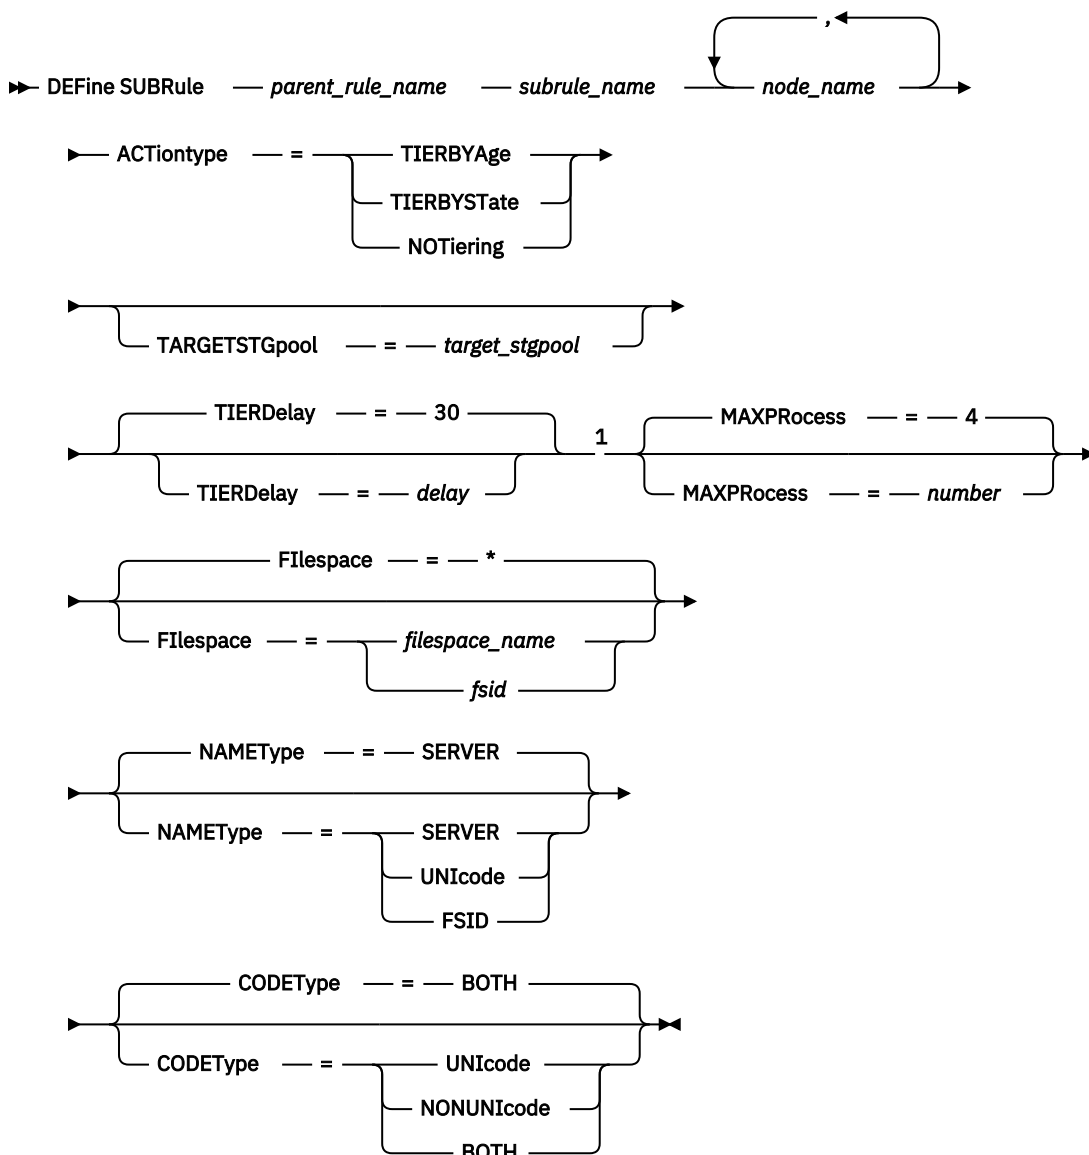 ,
DEFine SUBRule parent_rule_name subrule_name node_name
ACTiontype = TIERBYAge
TIERBYSTate
NOTiering
TARGETSTGpool = target_stgpool
TIERDelay = 30 MAXPRocess = 4
1
TIERDelay = delay MAXPRocess = number
FIlespace = *
FIlespace = filespace_name
fsid
NAMEType = SERVER
NAMEType = SERVER
UNIcode
FSID
CODEType = BOTH
CODEType = UNIcode
NONUNIcode
BOTH